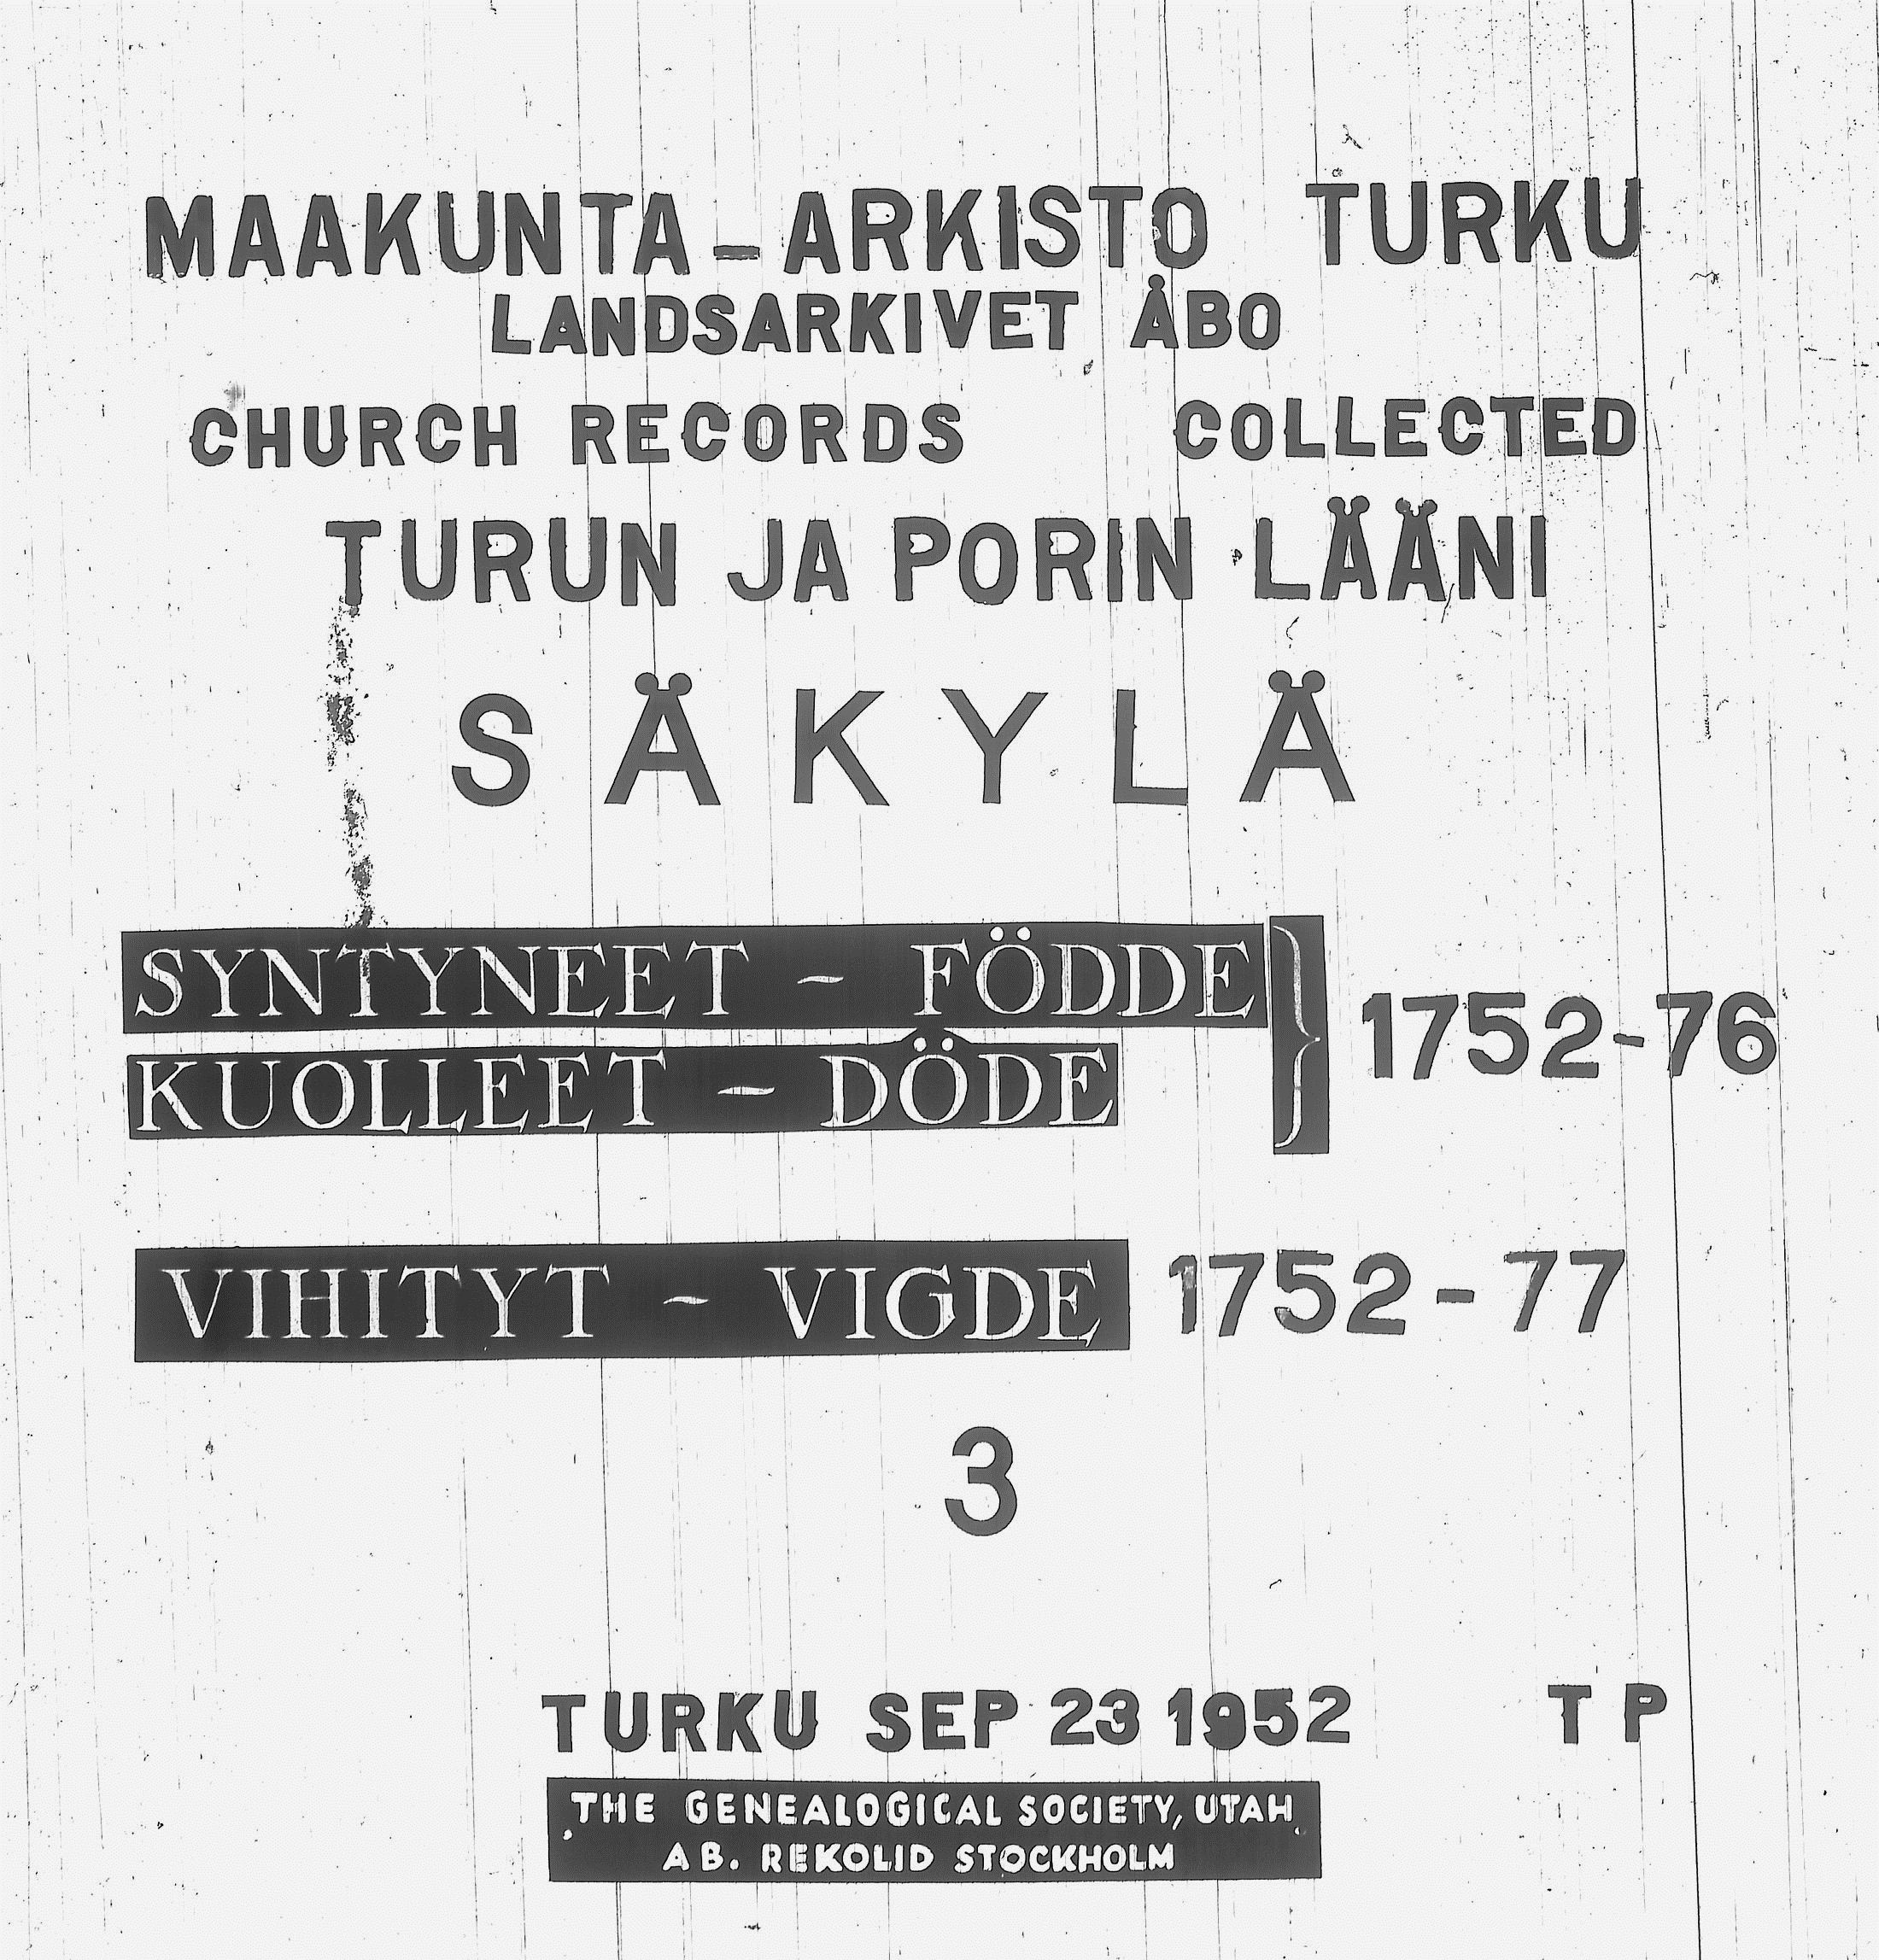 MAAKUNTA-ARKISTO TURKU
LANDSARKIVET ÅBO
CHURCH RECORDS COLLECTED
TURUN JA PORIN LÄÄNI
SÄKYLÄ
SYNTYNEET - FÖDDE } 1752-76
KUOLLEET - DÖDE
VIHITYT - VIGDE 1752-77
3
TURKU SEP 23 1952 T P
THE GENEALOGICAL SOCIETY, UTAH
AB. REKOLID STOCKHOLM